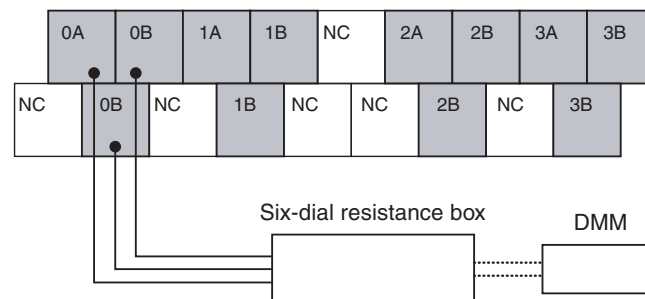 0A 0B 1A 1B NC 2A 2B 3A 3B
NC 0B NC 1B NC NC 2B NC 3B
Six-dial resistance box
DMM